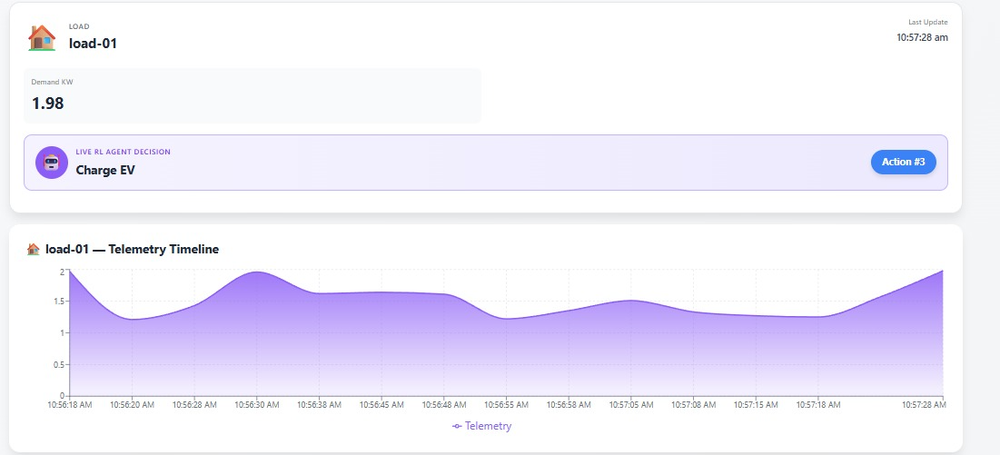 LOAD
load-01
Last Update
10:57:28 am
Demand KW
1.98
LIVE RL AGENT DECISION
Charge EV
Action #3
load-01 — Telemetry Timeline
2
1.5
1
0.5
0
10:56:18 AM 10:56:20 AM 10:56:28 AM 10:56:30 AM 10:56:38 AM 10:56:45 AM 10:56:48 AM 10:56:55 AM 10:56:58 AM 10:57:05 AM 10:57:08 AM 10:57:15 AM 10:57:18 AM 10:57:28 AM
Telemetry